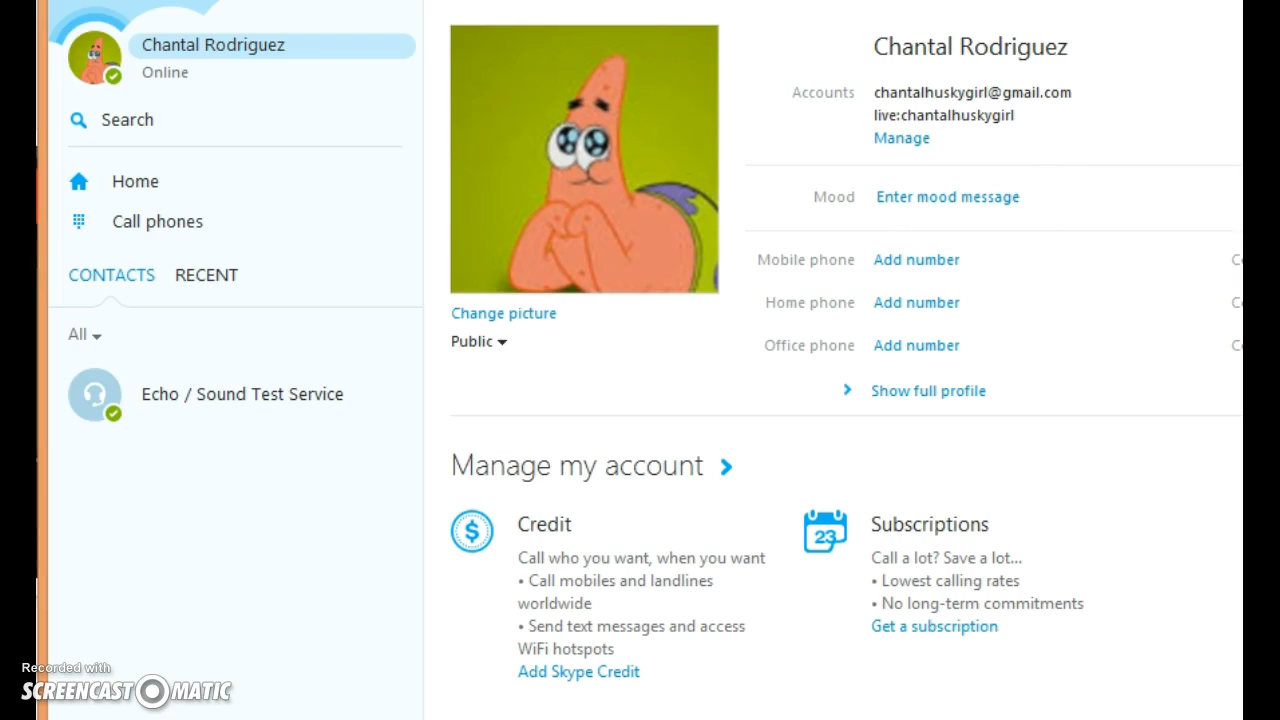 Chantal Rodriguez
Online
Search
Home
Call phones
CONTACTS RECENT
All
Echo / Sound Test Service
Change picture
Public
Chantal Rodriguez
Accounts chantalhuskygirl@gmail.com
live:chantalhuskygirl
Manage
Mood Enter mood message
Mobile phone Add number
Home phone Add number
Office phone Add number
Show full profile
Manage my account
$
Credit
Call who you want, when you want
• Call mobiles and landlines
worldwide
• Send text messages and access
WiFi hotspots
Add Skype Credit
23
Subscriptions
Call a lot? Save a lot...
• Lowest calling rates
• No long-term commitments
Get a subscription
Recorded with
SCREENCAST MATIC